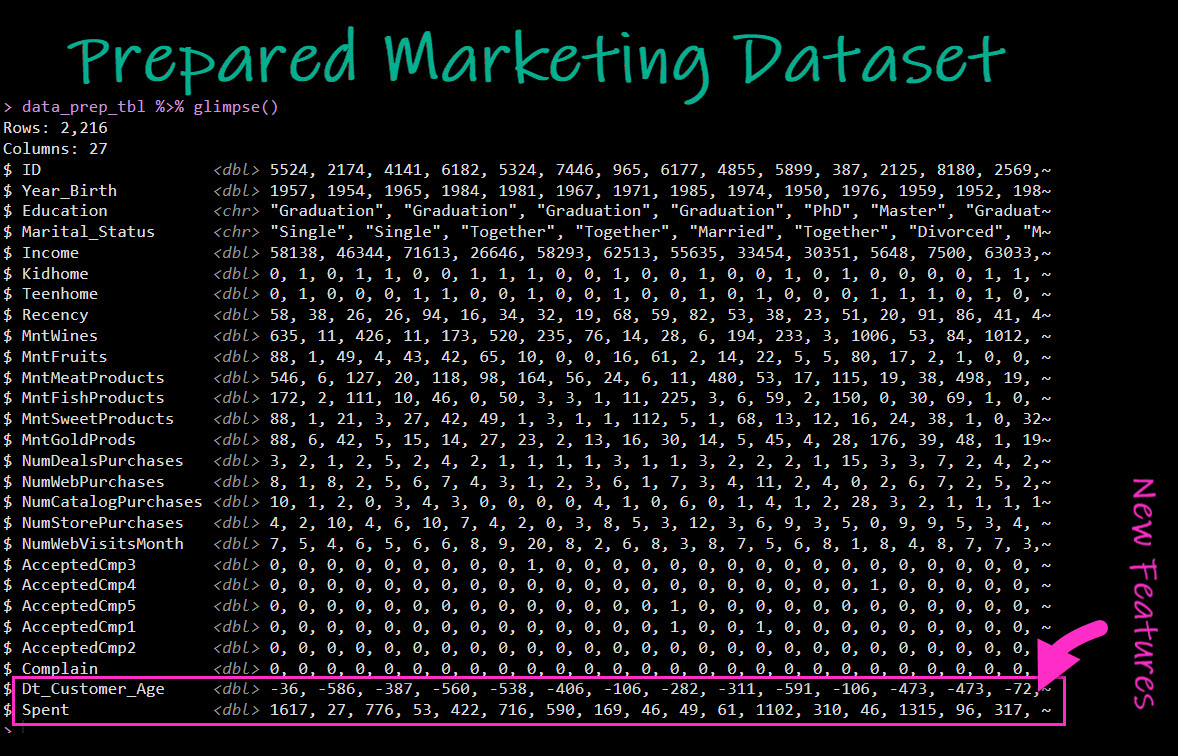 Prepared Marketing Dataset
> data_prep_tbl %>% glimpse()
Rows: 2,216
Columns: 27
$ ID <dbl> 5524, 2174, 4141, 6182, 5324, 7446, 965, 6177, 4855, 5899, 387, 2125, 8180, 2569,~
$ Year_Birth <dbl> 1957, 1954, 1965, 1984, 1981, 1967, 1971, 1985, 1974, 1950, 1976, 1959, 1952, 198~
$ Education <chr> "Graduation", "Graduation", "Graduation", "Graduation", "PhD", "Master", "Graduat~
$ Marital_Status <chr> "Single", "Single", "Together", "Together", "Married", "Together", "Divorced", "M~
$ Income <dbl> 58138, 46344, 71613, 26646, 58293, 62513, 55635, 33454, 30351, 5648, 7500, 63033,~
$ Kidhome <dbl> 0, 1, 0, 1, 1, 0, 0, 1, 1, 1, 0, 0, 1, 0, 0, 1, 0, 0, 1, 0, 1, 0, 0, 0, 0, 1, 1, ~
$ Teenhome <dbl> 0, 1, 0, 0, 0, 1, 1, 0, 0, 1, 0, 0, 1, 0, 0, 1, 0, 1, 0, 0, 0, 1, 1, 1, 0, 1, 0, ~
$ Recency <dbl> 58, 38, 26, 26, 94, 16, 34, 32, 19, 68, 59, 82, 53, 38, 23, 51, 20, 91, 86, 41, 4~
$ MntWines <dbl> 635, 11, 426, 11, 173, 520, 235, 76, 14, 28, 6, 194, 233, 3, 1006, 53, 84, 1012, ~
$ MntFruits <dbl> 88, 1, 49, 4, 43, 42, 65, 10, 0, 0, 16, 61, 2, 14, 22, 5, 5, 80, 17, 2, 1, 0, 0, ~
$ MntMeatProducts <dbl> 546, 6, 127, 20, 118, 98, 164, 56, 24, 6, 11, 480, 53, 17, 115, 19, 38, 498, 19, ~
$ MntFishProducts <dbl> 172, 2, 111, 10, 46, 0, 50, 3, 3, 1, 11, 225, 3, 6, 59, 2, 150, 0, 30, 69, 1, 0, ~
$ MntSweetProducts <dbl> 88, 1, 21, 3, 27, 42, 49, 1, 3, 1, 1, 112, 5, 1, 68, 13, 12, 16, 24, 38, 1, 0, 32~
$ MntGoldProds <dbl> 88, 6, 42, 5, 15, 14, 27, 23, 2, 13, 16, 30, 14, 5, 45, 4, 28, 176, 39, 48, 1, 19~
$ NumDealsPurchases <dbl> 3, 2, 1, 2, 5, 2, 4, 2, 1, 1, 1, 1, 3, 1, 1, 3, 2, 2, 2, 1, 15, 3, 3, 7, 2, 4, 2,~
$ NumWebPurchases <dbl> 8, 1, 8, 2, 5, 6, 7, 4, 3, 1, 2, 3, 6, 1, 7, 3, 4, 11, 2, 4, 0, 2, 6, 7, 2, 5, 2,~
$ NumCatalogPurchases <dbl> 10, 1, 2, 0, 3, 4, 3, 0, 0, 0, 0, 4, 1, 0, 6, 0, 1, 4, 1, 2, 28, 3, 2, 1, 1, 1, 1~
$ NumStorePurchases <dbl> 4, 2, 10, 4, 6, 10, 7, 4, 2, 0, 3, 8, 5, 3, 12, 3, 6, 9, 3, 5, 0, 9, 9, 5, 3, 4, ~
$ NumWebVisitsMonth <dbl> 7, 5, 4, 6, 5, 6, 6, 8, 9, 20, 8, 2, 6, 8, 3, 8, 7, 5, 6, 8, 1, 8, 4, 8, 7, 7, 3,~
$ AcceptedCmp3 <dbl> 0, 0, 0, 0, 0, 0, 0, 0, 0, 1, 0, 0, 0, 0, 0, 0, 0, 0, 0, 0, 0, 0, 0, 0, 0, 0, 0, ~
$ AcceptedCmp4 <dbl> 0, 0, 0, 0, 0, 0, 0, 0, 0, 0, 0, 0, 0, 0, 0, 0, 0, 0, 0, 0, 0, 1, 0, 0, 0, 0, 0, ~
$ AcceptedCmp5 <dbl> 0, 0, 0, 0, 0, 0, 0, 0, 0, 0, 0, 0, 0, 0, 1, 0, 0, 0, 0, 0, 0, 0, 0, 0, 0, 0, 0, ~
$ AcceptedCmp1 <dbl> 0, 0, 0, 0, 0, 0, 0, 0, 0, 0, 0, 0, 0, 0, 1, 0, 0, 1, 0, 0, 0, 0, 0, 0, 0, 0, 0, ~
$ AcceptedCmp2 <dbl> 0, 0, 0, 0, 0, 0, 0, 0, 0, 0, 0, 0, 0, 0, 0, 0, 0, 0, 0, 0, 0, 0, 0, 0, 0, 0, 0, ~
$ Complain <dbl> 0, 0, 0, 0, 0, 0, 0, 0, 0, 0, 0, 0, 0, 0, 0, 0, 0, 0, 0, 0, 0, 0, 0, 0, 0, 0, 0,
$ Dt_Customer_Age <dbl> -36, -586, -387, -560, -538, -406, -106, -282, -311, -591, -106, -473, -473, -72,~
$ Spent <dbl> 1617, 27, 776, 53, 422, 716, 590, 169, 46, 49, 61, 1102, 310, 46, 1315, 96, 317, ~
>
New Features